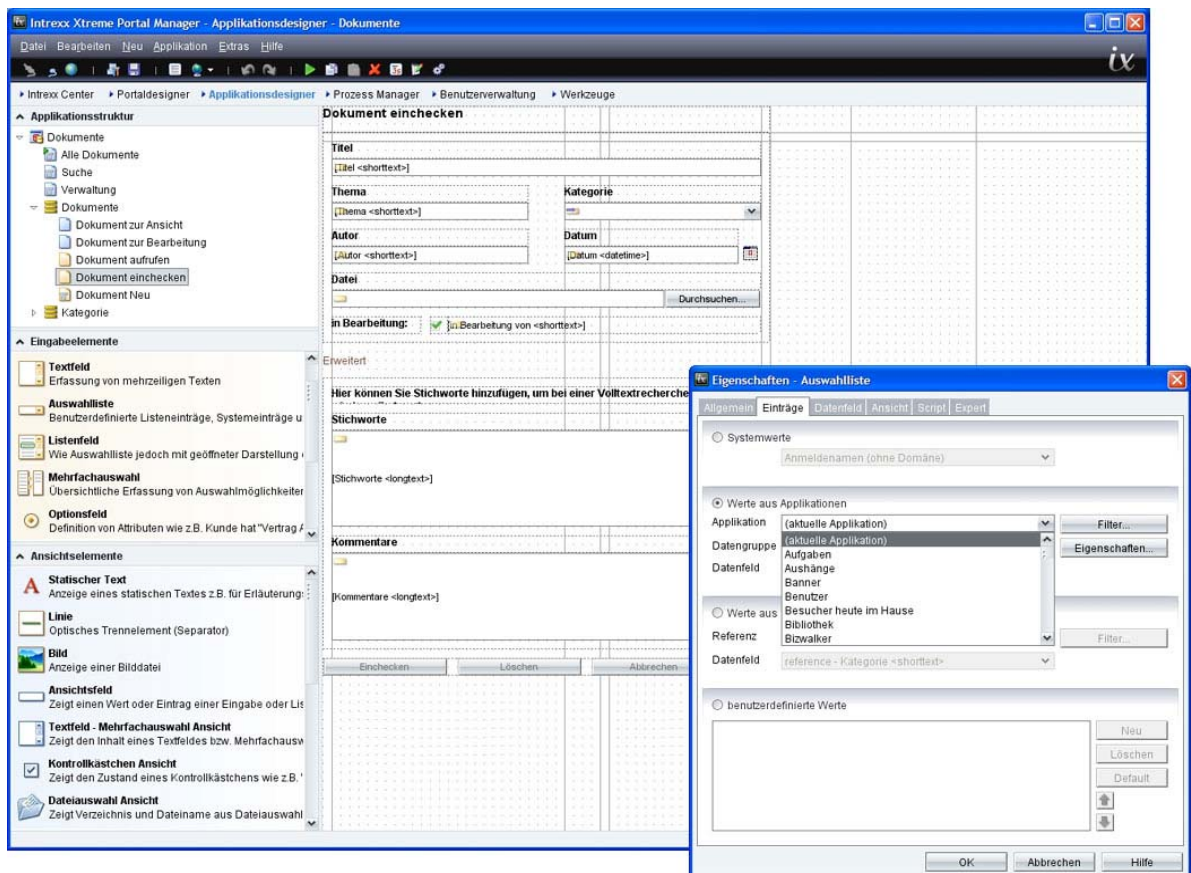 Intrexx Xtreme Portal Manager - Applikationsdesigner - Dokumente
Datei Bearbeiten Neu Applikation Extras Hilfe
ix
Intrexx Center Portaldesigner Applikationsdesigner Prozess Manager Benutzerverwaltung Werkzeuge
Applikationsstruktur
Dokumente
Alle Dokumente
Suche
Verwaltung
Dokumente
Dokument zur Ansicht
Dokument zur Bearbeitung
Dokument aufrufen
Dokument einchecken
Dokument Neu
Kategorie
Eingabeelemente
Textfeld
Erfassung von mehrzeiligen Texten
Auswahlliste
Benutzerdefinierte Listeneinträge, Systemeinträge u
Listenfeld
Wie Auswahlliste jedoch mit geöffneter Darstellung
Mehrfachauswahl
Übersichtliche Erfassung von Auswahlmöglichkeiten
Optionsfeld
Definition von Attributen wie z.B. Kunde hat "Vertrag A
Ansichtselemente
Statischer Text
Anzeige eines statischen Textes z.B. für Erläuterung
Linie
Optisches Trennelement (Separator)
Bild
Anzeige einer Bilddatei
Ansichtsfeld
Zeigt einen Wert oder Eintrag einer Eingabe oder Lis
Textfeld - Mehrfachauswahl Ansicht
Zeigt den Inhalt eines Textfeldes bzw. Mehrfachausw
Kontrollkästchen Ansicht
Zeigt den Zustand eines Kontrollkästchens wie z.B. "
Dateiauswahl Ansicht
Zeigt Verzeichnis und Dateiname aus Dateiauswahl
Dokument einchecken
Titel
[Titel <shorttext>]
Thema Kategorie
[Thema <shorttext>]
Autor Datum
[Autor <shorttext>] [Datum <datetime>]
Datei
Durchsuchen...
in Bearbeitung: [in Bearbeitung von <shorttext>]
Erweitert
Hier können Sie Stichworte hinzufügen, um bei einer Volltextrecherche
Stichworte
[Stichworte <longtext>]
Kommentare
[Kommentare <longtext>]
Einchecken Löschen Abbrechen
Eigenschaften - Auswahlliste
Allgemein Einträge Datenfeld Ansicht Script Expert
Systemwerte
Anmeldenamen (ohne Domäne)
Werte aus Applikationen
Applikation (aktuelle Applikation) Filter...
Datengruppe (aktuelle Applikation) Eigenschaften...
Aufgaben
Datenfeld Aushänge
Banner
Benutzer
Werte aus Besucher heute im Hause
Bibliothek
Referenz Bizwalker Filter...
Datenfeld reference - Kategorie <shorttext>
benutzerdefinierte Werte
Neu
Löschen
Default
OK Abbrechen Hilfe